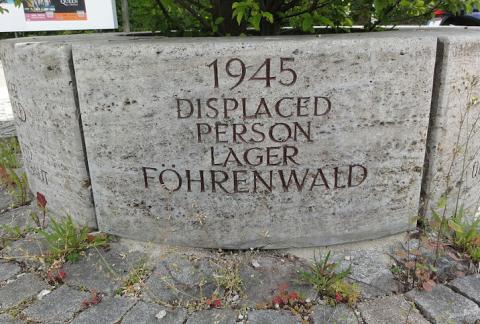 1945
DISPLACED
PERSON
LAGER
FÖHRENWALD